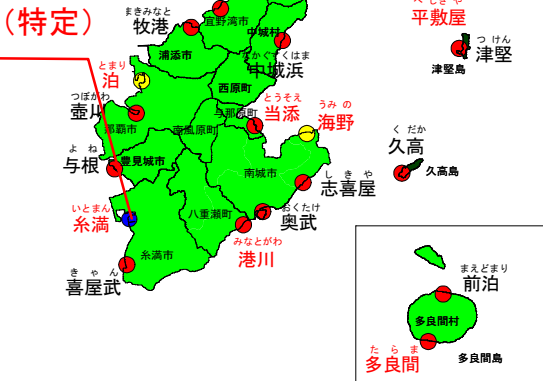 （特定）
まきみなと
牧港
宜野湾市
中城村
なかぐすくはま
中城浜
浦添市
とまり
泊
西原町
つぼがわ
壺川
那覇市
与那原町
とうそえ
当添
うみの
海野
南風原町
よね
与根
豊見城市
南城市
しきや
志喜屋
いとまん
糸満
八重瀬町
おくたけ
奥武
みなとがわ
港川
糸満市
きゃん
喜屋武
平敷屋
つけん
津堅
津堅島
くだか
久高
久高島
まえどまり
前泊
多良間村
たらま
多良間
多良間島